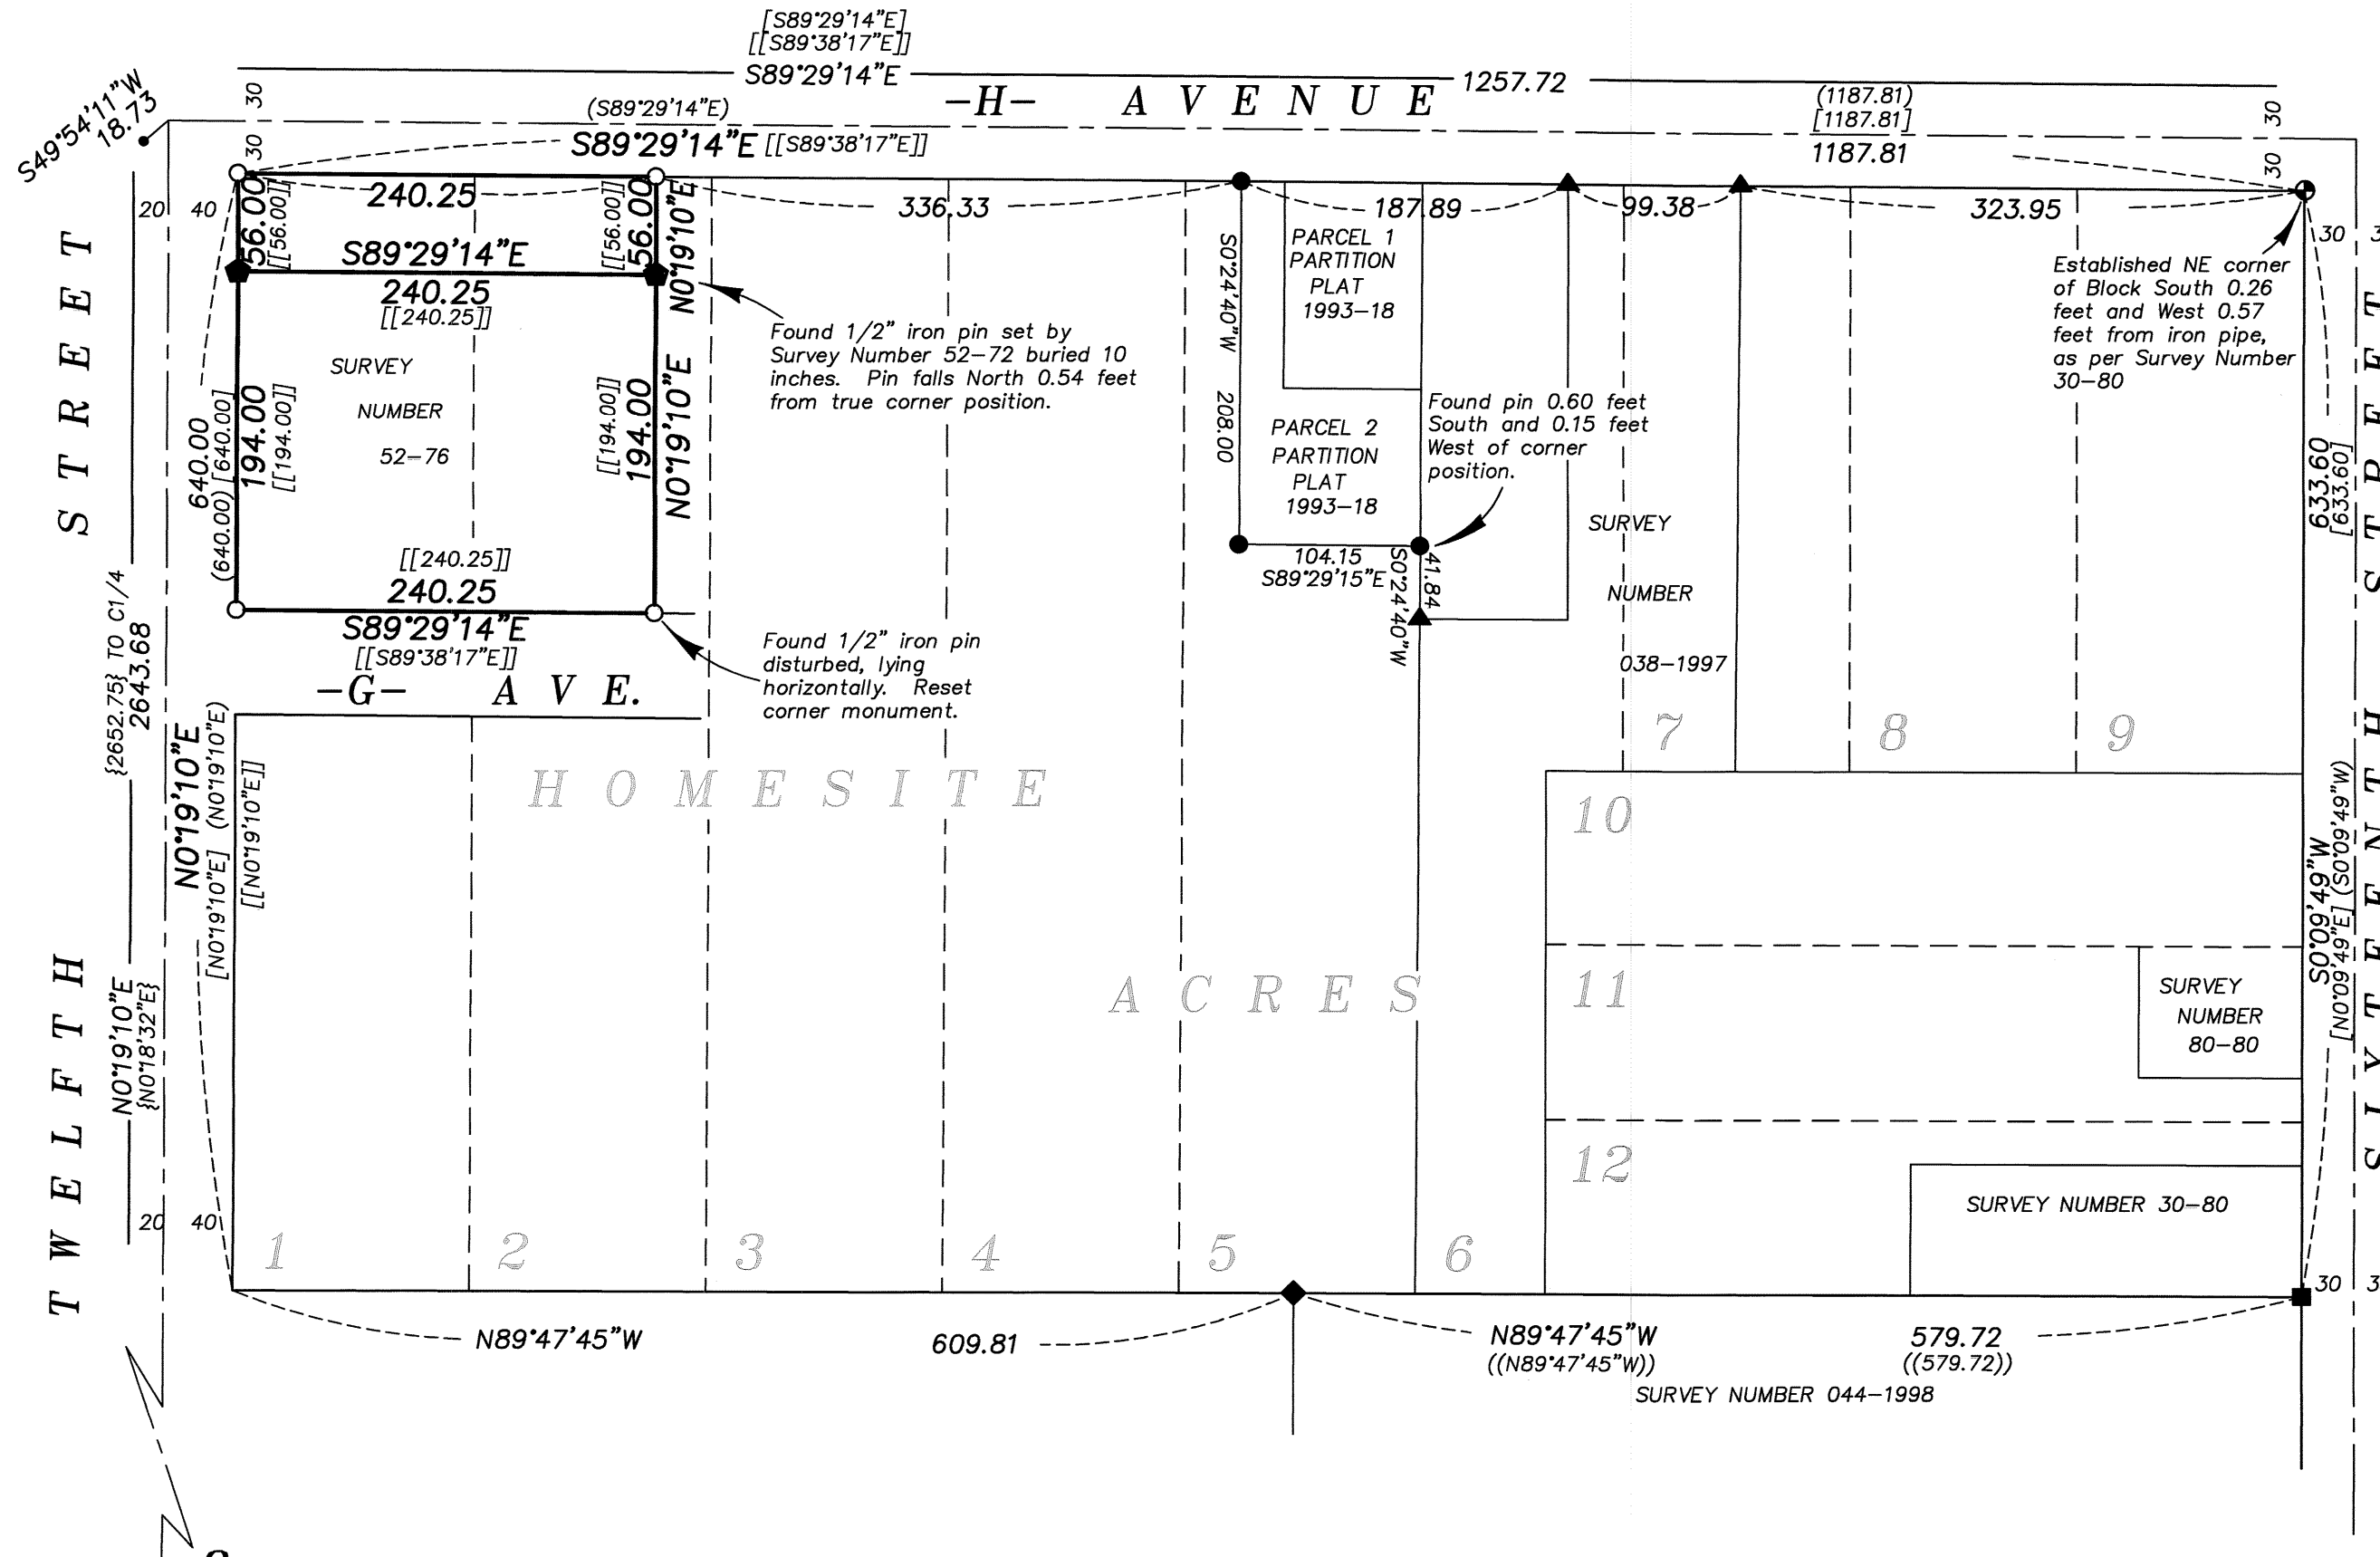 [S89°29'14"E]
[[S89°38'17"E]]
S89°29'14"E
1257.72
S49°54'11"W
18.73
30
30
(S89°29'14"E)
-H- AVENUE
(1187.81)
[1187.81]
1187.81
30
30
S89°29'14"E [[S89°38'17"E]]
20 40
240.25
56.00
[[56.00]]
[[56.00]]
56.00
N0°19'10"E
336.33
187.89
99.38
323.95
30
S89°29'14"E
240.25
[[240.25]]
SURVEY
NUMBER
52-76
640.00
(640.00) [640.00]
194.00
[[194.00]]
[[194.00]]
194.00
N0°19'10"E
Found 1/2" iron pin set by
Survey Number 52-72 buried 10
inches. Pin falls North 0.54 feet
from true corner position.
S0°24'40"W 208.00
PARCEL 1
PARTITION
PLAT
1993-18
PARCEL 2
PARTITION
PLAT
1993-18
Found pin 0.60 feet
South and 0.15 feet
West of corner
position.
Established NE corner
of Block South 0.26
feet and West 0.57
feet from iron pipe,
as per Survey Number
30-80
633.60
[633.60]
104.15
S89°29'15"E
S0°24'40"W
41.84
SURVEY
NUMBER
038-1997
[[240.25]]
240.25
S89°29'14"E
[[S89°38'17"E]]
-G- AVE.
Found 1/2" iron pin
disturbed, lying
horizontally. Reset
corner monument.
{2652.75} TO C1/4
2643.68
N0°19'10"E
{N0°18'32"E}
N0°19'10"E
[N0°19'10"E] (N0°19'10"E)
[[N0°19'10"E]]
TWELFTH STREET
HOMESITE
ACRES
7
8
9
10
11
12
SURVEY
NUMBER
80-80
SURVEY NUMBER 30-80
S0°09'49"W
[N0°09'49"E] (S0°09'49"W)
SIXTEENTH STREET
20 40
1
2
3
4
5
6
30
N89°47'45"W
609.81
N89°47'45"W
((N89°47'45"W))
579.72
((579.72))
SURVEY NUMBER 044-1998